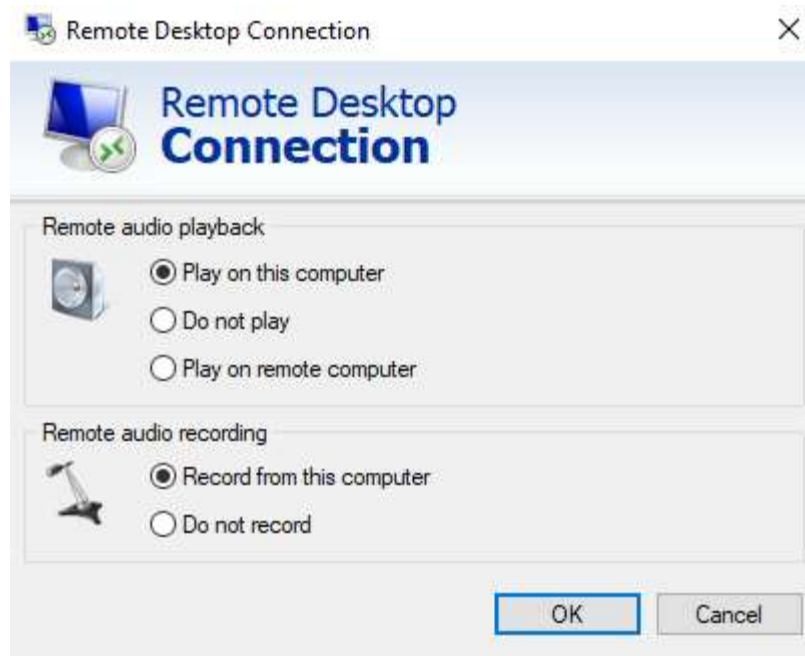 Remote Desktop Connection
Remote Desktop
Connection
Remote audio playback
Play on this computer
Do not play
Play on remote computer
Remote audio recording
Record from this computer
Do not record
OK Cancel